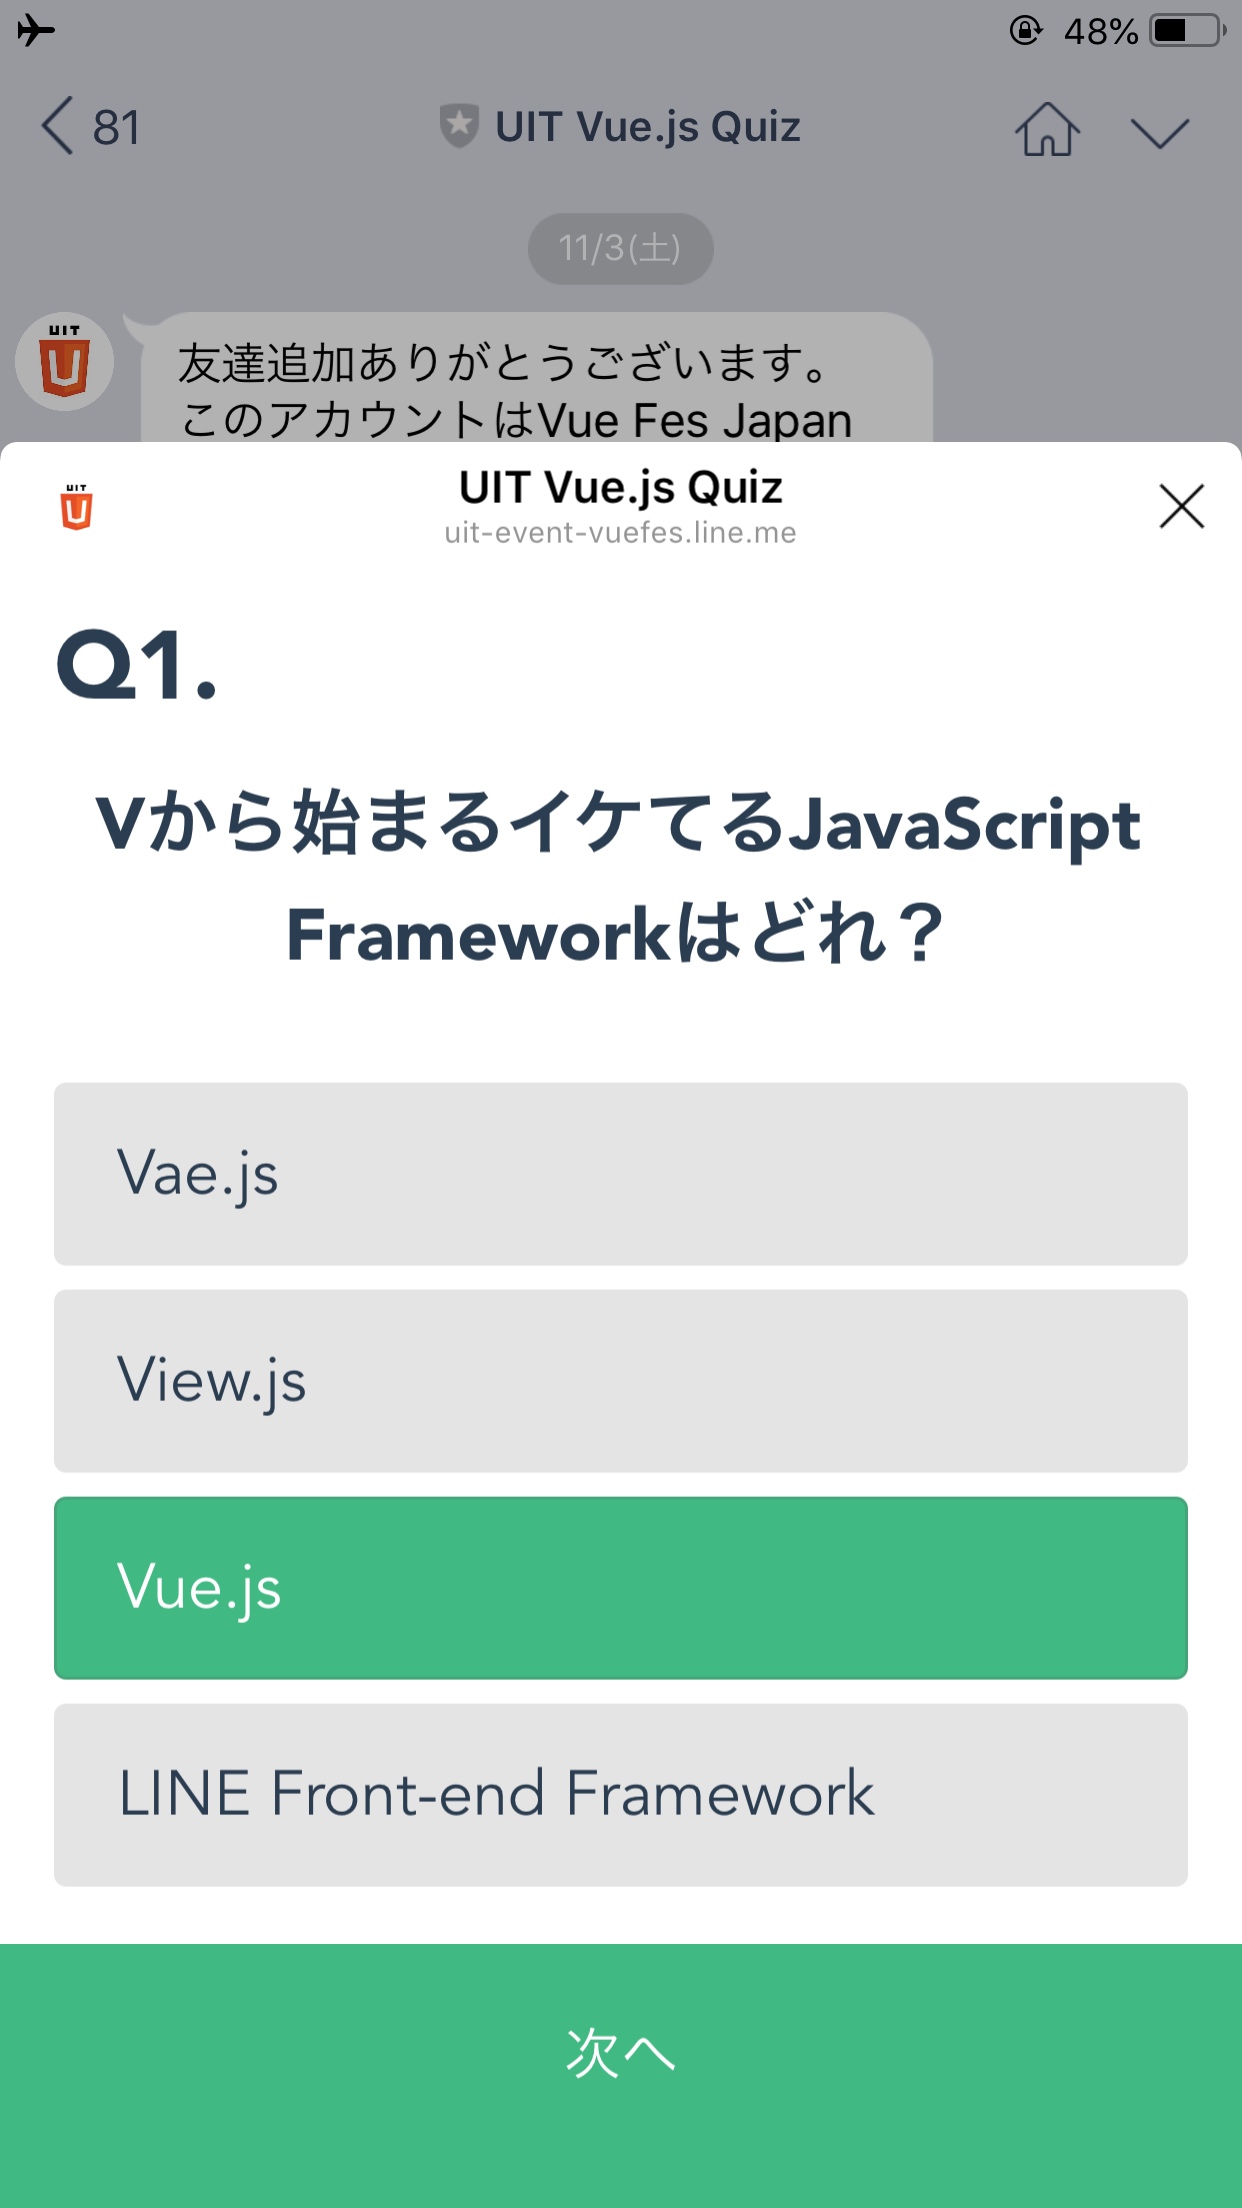 48%
81
UIT Vue.js Quiz
11/3(土)
UIT
友達追加ありがとうございます。
このアカウントはVue Fes Japan
UIT
UIT Vue.js Quiz
uit-event-vuefes.line.me
Q1.
Vから始まるイケてるJavaScript
Frameworkはどれ？
Vae.js
View.js
Vue.js
LINE Front-end Framework
次へ